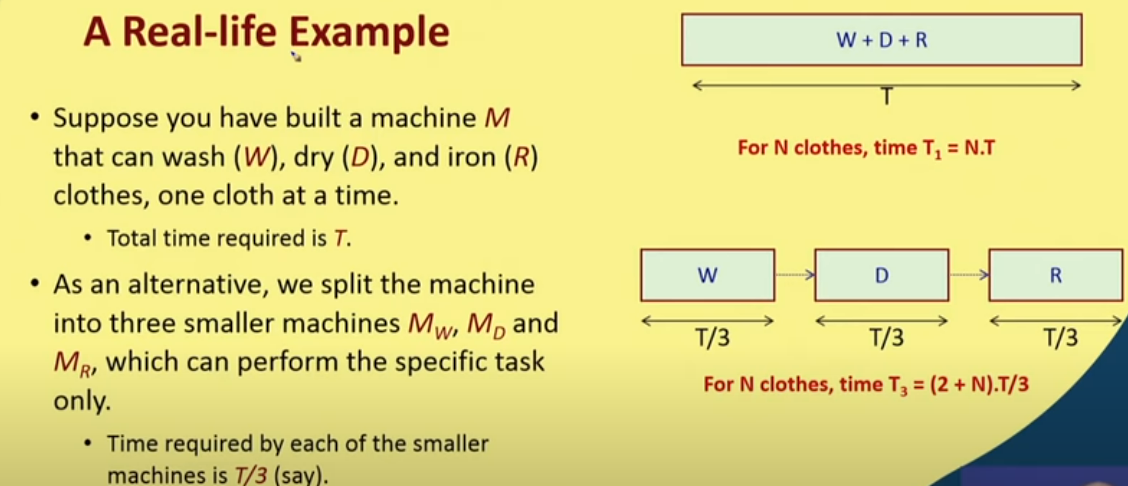 A Real-life Example
• Suppose you have built a machine M
that can wash (W), dry (D), and iron (R)
clothes, one cloth at a time.
• Total time required is T.
• As an alternative, we split the machine
into three smaller machines M_W, M_D and
M_R, which can perform the specific task
only.
• Time required by each of the smaller
machines is T/3 (say).
W + D + R
T
For N clothes, time T₁ = N.T
W
D
R
T/3
T/3
T/3
For N clothes, time T₃ = (2 + N).T/3